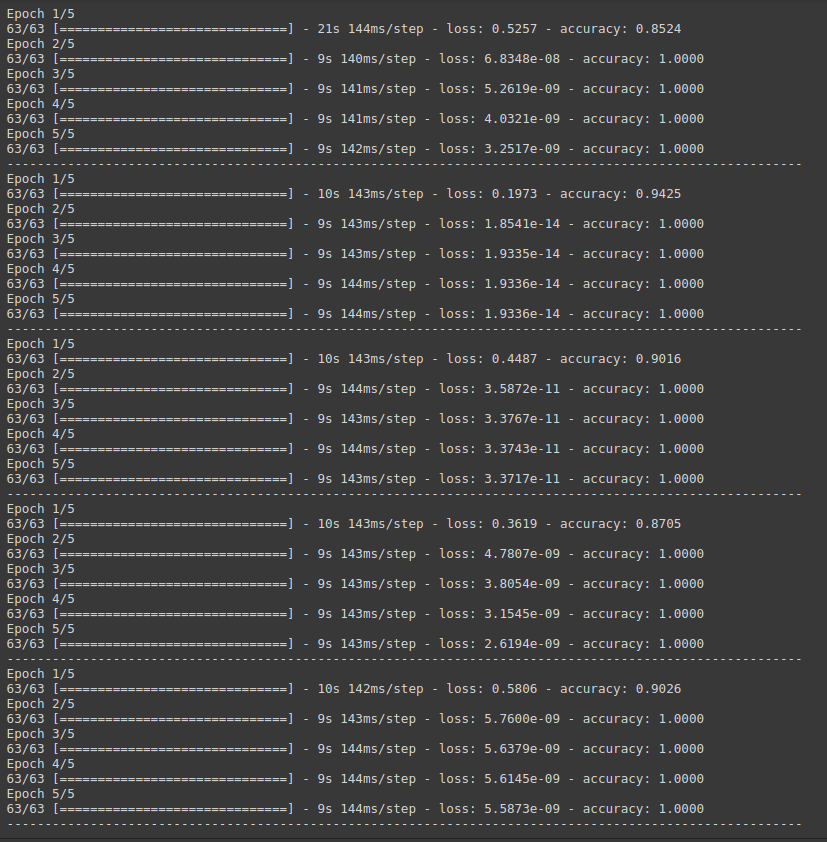 Epoch 1/5
63/63 [==============================] - 21s 144ms/step - loss: 0.5257 - accuracy: 0.8524
Epoch 2/5
63/63 [==============================] - 9s 140ms/step - loss: 6.8348e-08 - accuracy: 1.0000
Epoch 3/5
63/63 [==============================] - 9s 141ms/step - loss: 5.2619e-09 - accuracy: 1.0000
Epoch 4/5
63/63 [==============================] - 9s 141ms/step - loss: 4.0321e-09 - accuracy: 1.0000
Epoch 5/5
63/63 [==============================] - 9s 142ms/step - loss: 3.2517e-09 - accuracy: 1.0000
---------------------------------------------------------------------------------------------------------
Epoch 1/5
63/63 [==============================] - 10s 143ms/step - loss: 0.1973 - accuracy: 0.9425
Epoch 2/5
63/63 [==============================] - 9s 143ms/step - loss: 1.8541e-14 - accuracy: 1.0000
Epoch 3/5
63/63 [==============================] - 9s 143ms/step - loss: 1.9335e-14 - accuracy: 1.0000
Epoch 4/5
63/63 [==============================] - 9s 144ms/step - loss: 1.9336e-14 - accuracy: 1.0000
Epoch 5/5
63/63 [==============================] - 9s 144ms/step - loss: 1.9336e-14 - accuracy: 1.0000
---------------------------------------------------------------------------------------------------------
Epoch 1/5
63/63 [==============================] - 10s 143ms/step - loss: 0.4487 - accuracy: 0.9016
Epoch 2/5
63/63 [==============================] - 9s 144ms/step - loss: 3.5872e-11 - accuracy: 1.0000
Epoch 3/5
63/63 [==============================] - 9s 143ms/step - loss: 3.3767e-11 - accuracy: 1.0000
Epoch 4/5
63/63 [==============================] - 9s 144ms/step - loss: 3.3743e-11 - accuracy: 1.0000
Epoch 5/5
63/63 [==============================] - 9s 143ms/step - loss: 3.3717e-11 - accuracy: 1.0000
---------------------------------------------------------------------------------------------------------
Epoch 1/5
63/63 [==============================] - 10s 143ms/step - loss: 0.3619 - accuracy: 0.8705
Epoch 2/5
63/63 [==============================] - 9s 143ms/step - loss: 4.7807e-09 - accuracy: 1.0000
Epoch 3/5
63/63 [==============================] - 9s 143ms/step - loss: 3.8054e-09 - accuracy: 1.0000
Epoch 4/5
63/63 [==============================] - 9s 143ms/step - loss: 3.1545e-09 - accuracy: 1.0000
Epoch 5/5
63/63 [==============================] - 9s 143ms/step - loss: 2.6194e-09 - accuracy: 1.0000
---------------------------------------------------------------------------------------------------------
Epoch 1/5
63/63 [==============================] - 10s 142ms/step - loss: 0.5806 - accuracy: 0.9026
Epoch 2/5
63/63 [==============================] - 9s 143ms/step - loss: 5.7600e-09 - accuracy: 1.0000
Epoch 3/5
63/63 [==============================] - 9s 144ms/step - loss: 5.6379e-09 - accuracy: 1.0000
Epoch 4/5
63/63 [==============================] - 9s 144ms/step - loss: 5.6145e-09 - accuracy: 1.0000
Epoch 5/5
63/63 [==============================] - 9s 144ms/step - loss: 5.5873e-09 - accuracy: 1.0000
---------------------------------------------------------------------------------------------------------